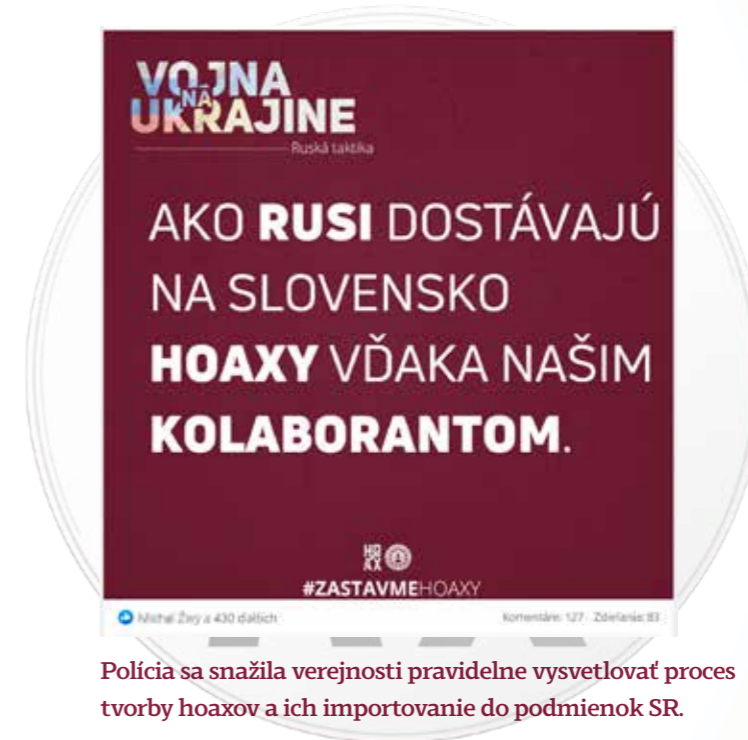 VOJNA
NA
UKRAJINE
Ruská taktika
AKO RUSI DOSTÁVAJÚ
NA SLOVENSKO
HOAXY VĎAKA NAŠIM
KOLABORANTOM.
HO
AX
#ZASTAVMEHOAXY
Michal Živý a 430 ďalších
Komentáre: 127 Zdieľania: 83
Polícia sa snažila verejnosti pravidelne vysvetlovať proces
tvorby hoaxov a ich importovanie do podmienok SR.